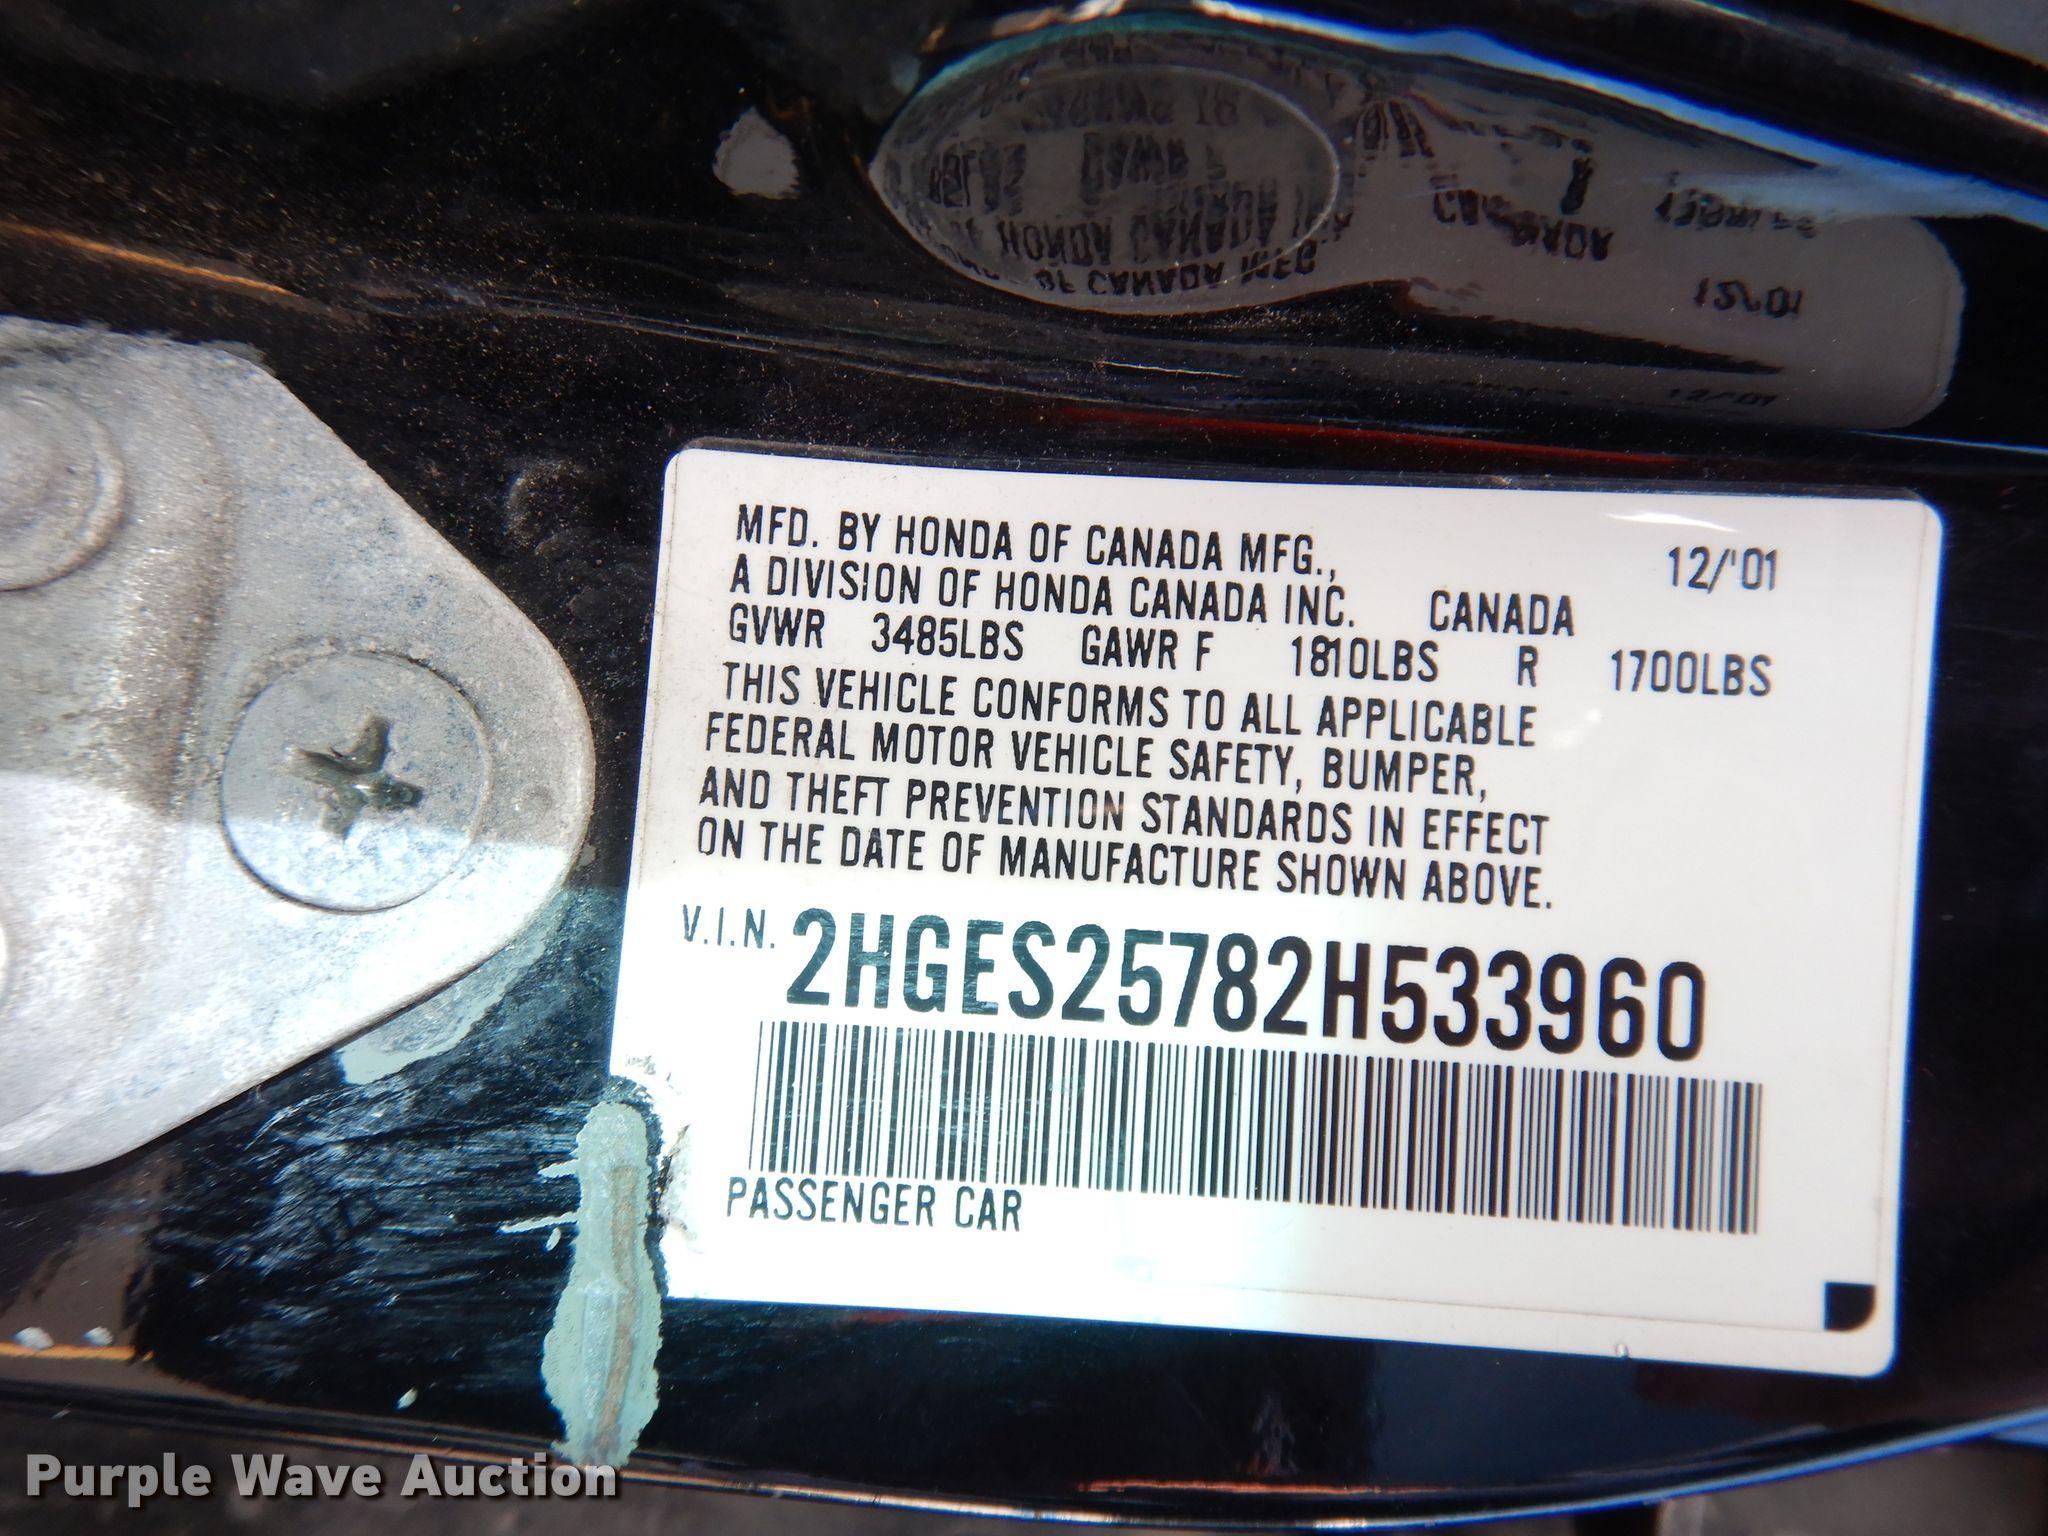 MFD. BY HONDA OF CANADA MFG., 12/'01
A DIVISION OF HONDA CANADA INC. CANADA
GVWR 3485LBS GAWR F 1810LBS R 1700LBS
THIS VEHICLE CONFORMS TO ALL APPLICABLE
FEDERAL MOTOR VEHICLE SAFETY, BUMPER,
AND THEFT PREVENTION STANDARDS IN EFFECT
ON THE DATE OF MANUFACTURE SHOWN ABOVE.
V.I.N. 2HGES25782H533960
PASSENGER CAR
Purple Wave Auction